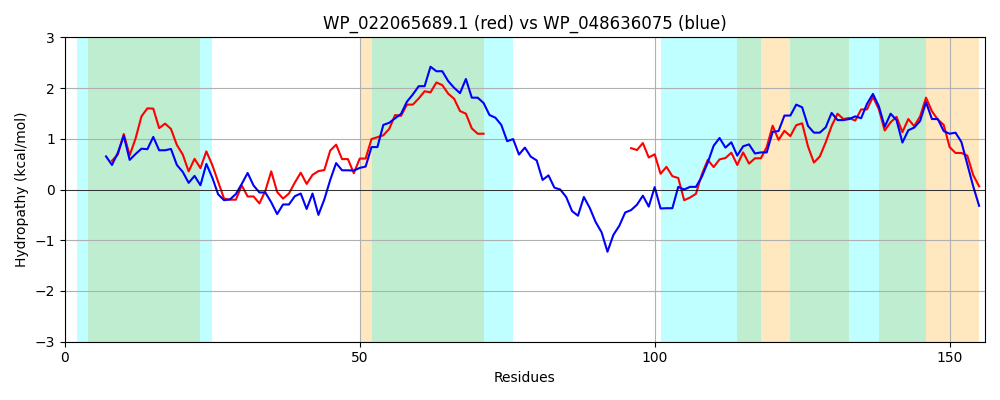 WP_022065689.1 (red) vs WP_048636075 (blue)
Hydropathy (kcal/mol)
3
2
1
0
−1
−2
−3
0 50 100 150
Residues